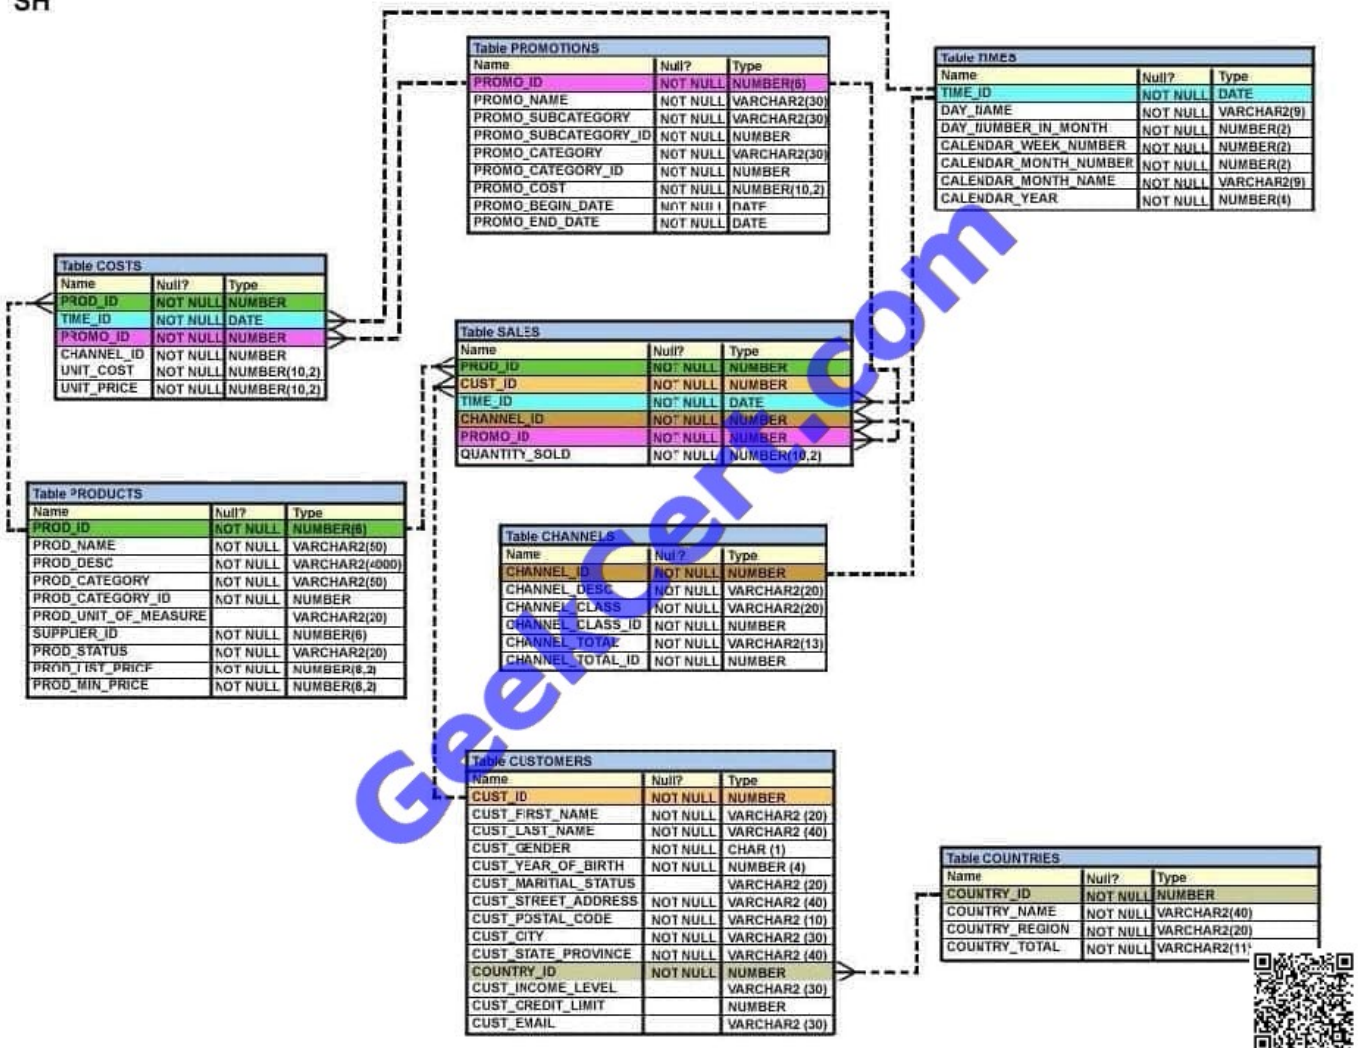 SH
Table PROMOTIONS
Name Null? Type
PROMO_ID NOT NULL NUMBER(6)
PROMO_NAME NOT NULL VARCHAR2(30)
PROMO_SUBCATEGORY NOT NULL VARCHAR2(30)
PROMO_SUBCATEGORY_ID NOT NULL NUMBER
PROMO_CATEGORY NOT NULL VARCHAR2(30)
PROMO_CATEGORY_ID NOT NULL NUMBER
PROMO_COST NOT NULL NUMBER(10,2)
PROMO_BEGIN_DATE NOT NULL DATE
PROMO_END_DATE NOT NULL DATE
Table TIMES
Name Null? Type
TIME_ID NOT NULL DATE
DAY_NAME NOT NULL VARCHAR2(9)
DAY_NUMBER_IN_MONTH NOT NULL NUMBER(2)
CALENDAR_WEEK_NUMBER NOT NULL NUMBER(2)
CALENDAR_MONTH_NUMBER NOT NULL NUMBER(2)
CALENDAR_MONTH_NAME NOT NULL VARCHAR2(9)
CALENDAR_YEAR NOT NULL NUMBER(4)
Table COSTS
Name Null? Type
PROD_ID NOT NULL NUMBER
TIME_ID NOT NULL DATE
PROMO_ID NOT NULL NUMBER
CHANNEL_ID NOT NULL NUMBER
UNIT_COST NOT NULL NUMBER(10,2)
UNIT_PRICE NOT NULL NUMBER(10,2)
Table SALES
Name Null? Type
PROD_ID NOT NULL NUMBER
CUST_ID NOT NULL NUMBER
TIME_ID NOT NULL DATE
CHANNEL_ID NOT NULL NUMBER
PROMO_ID NOT NULL NUMBER
QUANTITY_SOLD NOT NULL NUMBER(10,2)
Table PRODUCTS
Name Null? Type
PROD_ID NOT NULL NUMBER(6)
PROD_NAME NOT NULL VARCHAR2(50)
PROD_DESC NOT NULL VARCHAR2(4000)
PROD_CATEGORY NOT NULL VARCHAR2(50)
PROD_CATEGORY_ID NOT NULL NUMBER
PROD_UNIT_OF_MEASURE VARCHAR2(20)
SUPPLIER_ID NOT NULL NUMBER(6)
PROD_STATUS NOT NULL VARCHAR2(20)
PROD_LIST_PRICE NOT NULL NUMBER(8,2)
PROD_MIN_PRICE NOT NULL NUMBER(8,2)
Table CHANNELS
Name Null? Type
CHANNEL_ID NOT NULL NUMBER
CHANNEL_DESC NOT NULL VARCHAR2(20)
CHANNEL_CLASS NOT NULL VARCHAR2(20)
CHANNEL_CLASS_ID NOT NULL NUMBER
CHANNEL_TOTAL NOT NULL VARCHAR2(13)
CHANNEL_TOTAL_ID NOT NULL NUMBER
Table CUSTOMERS
Name Null? Type
CUST_ID NOT NULL NUMBER
CUST_FIRST_NAME NOT NULL VARCHAR2 (20)
CUST_LAST_NAME NOT NULL VARCHAR2 (40)
CUST_GENDER NOT NULL CHAR (1)
CUST_YEAR_OF_BIRTH NOT NULL NUMBER (4)
CUST_MARITIAL_STATUS VARCHAR2 (20)
CUST_STREET_ADDRESS NOT NULL VARCHAR2 (40)
CUST_POSTAL_CODE NOT NULL VARCHAR2 (10)
CUST_CITY NOT NULL VARCHAR2 (30)
CUST_STATE_PROVINCE NOT NULL VARCHAR2 (40)
COUNTRY_ID NOT NULL NUMBER
CUST_INCOME_LEVEL VARCHAR2 (30)
CUST_CREDIT_LIMIT NUMBER
CUST_EMAIL VARCHAR2 (30)
Table COUNTRIES
Name Null? Type
COUNTRY_ID NOT NULL NUMBER
COUNTRY_NAME NOT NULL VARCHAR2(40)
COUNTRY_REGION NOT NULL VARCHAR2(20)
COUNTRY_TOTAL NOT NULL VARCHAR2(11)
GeekCert.com